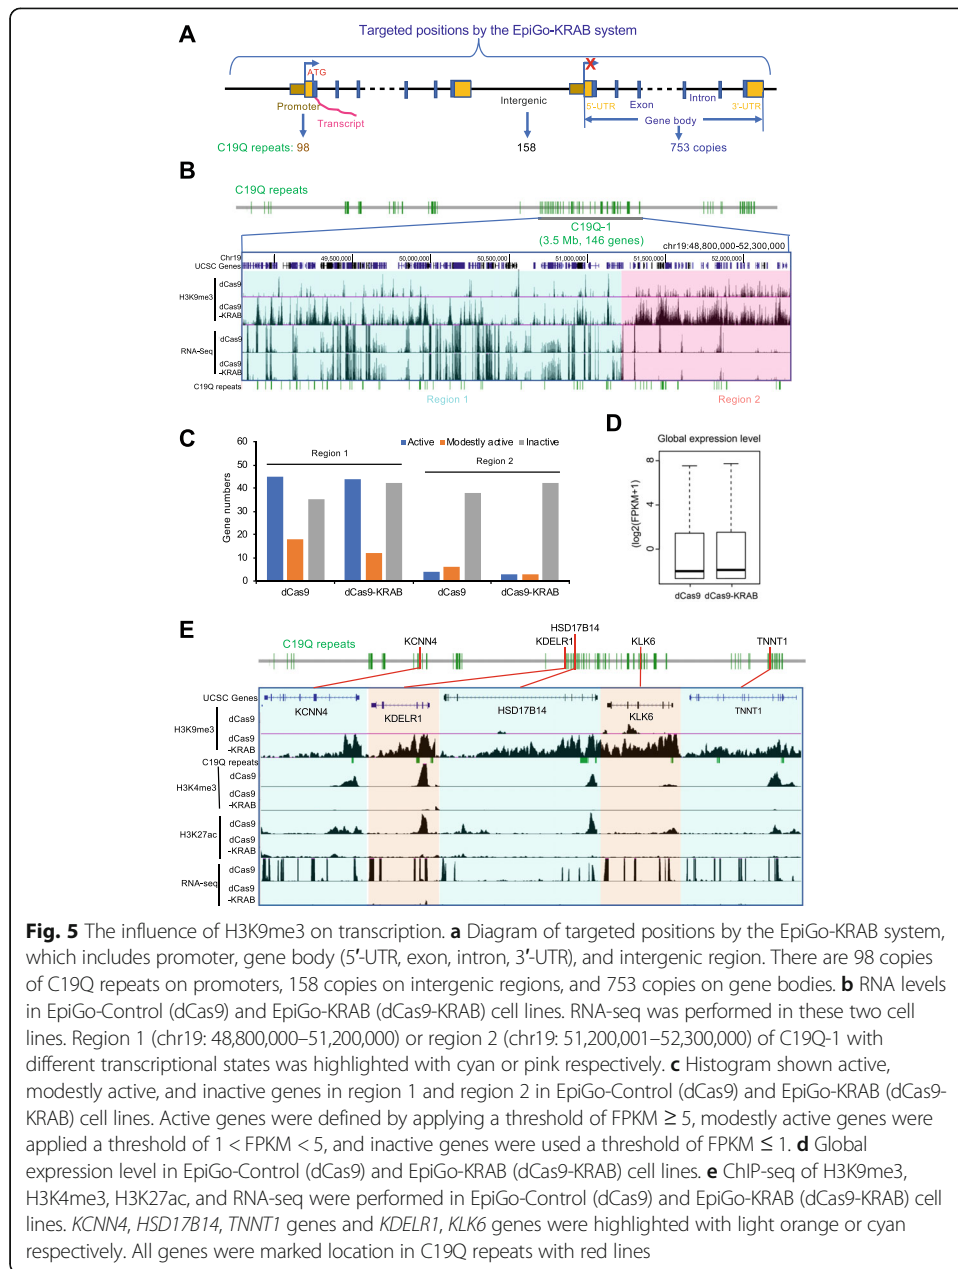 A
Targeted positions by the EpiGo-KRAB system
ATG
Promoter
Transcript
Intergenic
5'-UTR
Exon
Intron
3'-UTR
Gene body
C19Q repeats: 98
158
753 copies
B
C19Q repeats
C19Q-1
(3.5 Mb, 146 genes)
chr19:48,800,000-52,300,000
Chr19
49,500,000
50,000,000
50,500,000
51,000,000
51,500,000
52,000,000
UCSC Genes
H3K9me3
dCas9
dCas9
-KRAB
RNA-Seq
dCas9
dCas9
-KRAB
C19Q repeats
Region 1
Region 2
C
Active
Modestly active
Inactive
Region 1
Region 2
Gene numbers
60
50
40
30
20
10
0
dCas9
dCas9-KRAB
dCas9
dCas9-KRAB
D
Global expression level
(log2(FPKM+1)
8
4
0
dCas9 dCas9-KRAB
E
C19Q repeats
KCNN4
HSD17B14
KDELR1
KLK6
TNNT1
UCSC Genes
KCNN4
KDELR1
HSD17B14
KLK6
TNNT1
H3K9me3
dCas9
dCas9
-KRAB
C19Q repeats
H3K4me3
dCas9
dCas9
-KRAB
H3K27ac
dCas9
dCas9
-KRAB
RNA-seq
dCas9
dCas9
-KRAB
Fig. 5 The influence of H3K9me3 on transcription. a Diagram of targeted positions by the EpiGo-KRAB system,
which includes promoter, gene body (5′-UTR, exon, intron, 3′-UTR), and intergenic region. There are 98 copies
of C19Q repeats on promoters, 158 copies on intergenic regions, and 753 copies on gene bodies. b RNA levels
in EpiGo-Control (dCas9) and EpiGo-KRAB (dCas9-KRAB) cell lines. RNA-seq was performed in these two cell
lines. Region 1 (chr19: 48,800,000–51,200,000) or region 2 (chr19: 51,200,001–52,300,000) of C19Q-1 with
different transcriptional states was highlighted with cyan or pink respectively. c Histogram shown active,
modestly active, and inactive genes in region 1 and region 2 in EpiGo-Control (dCas9) and EpiGo-KRAB (dCas9-
KRAB) cell lines. Active genes were defined by applying a threshold of FPKM ≥ 5, modestly active genes were
applied a threshold of 1 < FPKM < 5, and inactive genes were used a threshold of FPKM ≤ 1. d Global
expression level in EpiGo-Control (dCas9) and EpiGo-KRAB (dCas9-KRAB) cell lines. e ChIP-seq of H3K9me3,
H3K4me3, H3K27ac, and RNA-seq were performed in EpiGo-Control (dCas9) and EpiGo-KRAB (dCas9-KRAB) cell
lines. KCNN4, HSD17B14, TNNT1 genes and KDELR1, KLK6 genes were highlighted with light orange or cyan
respectively. All genes were marked location in C19Q repeats with red lines